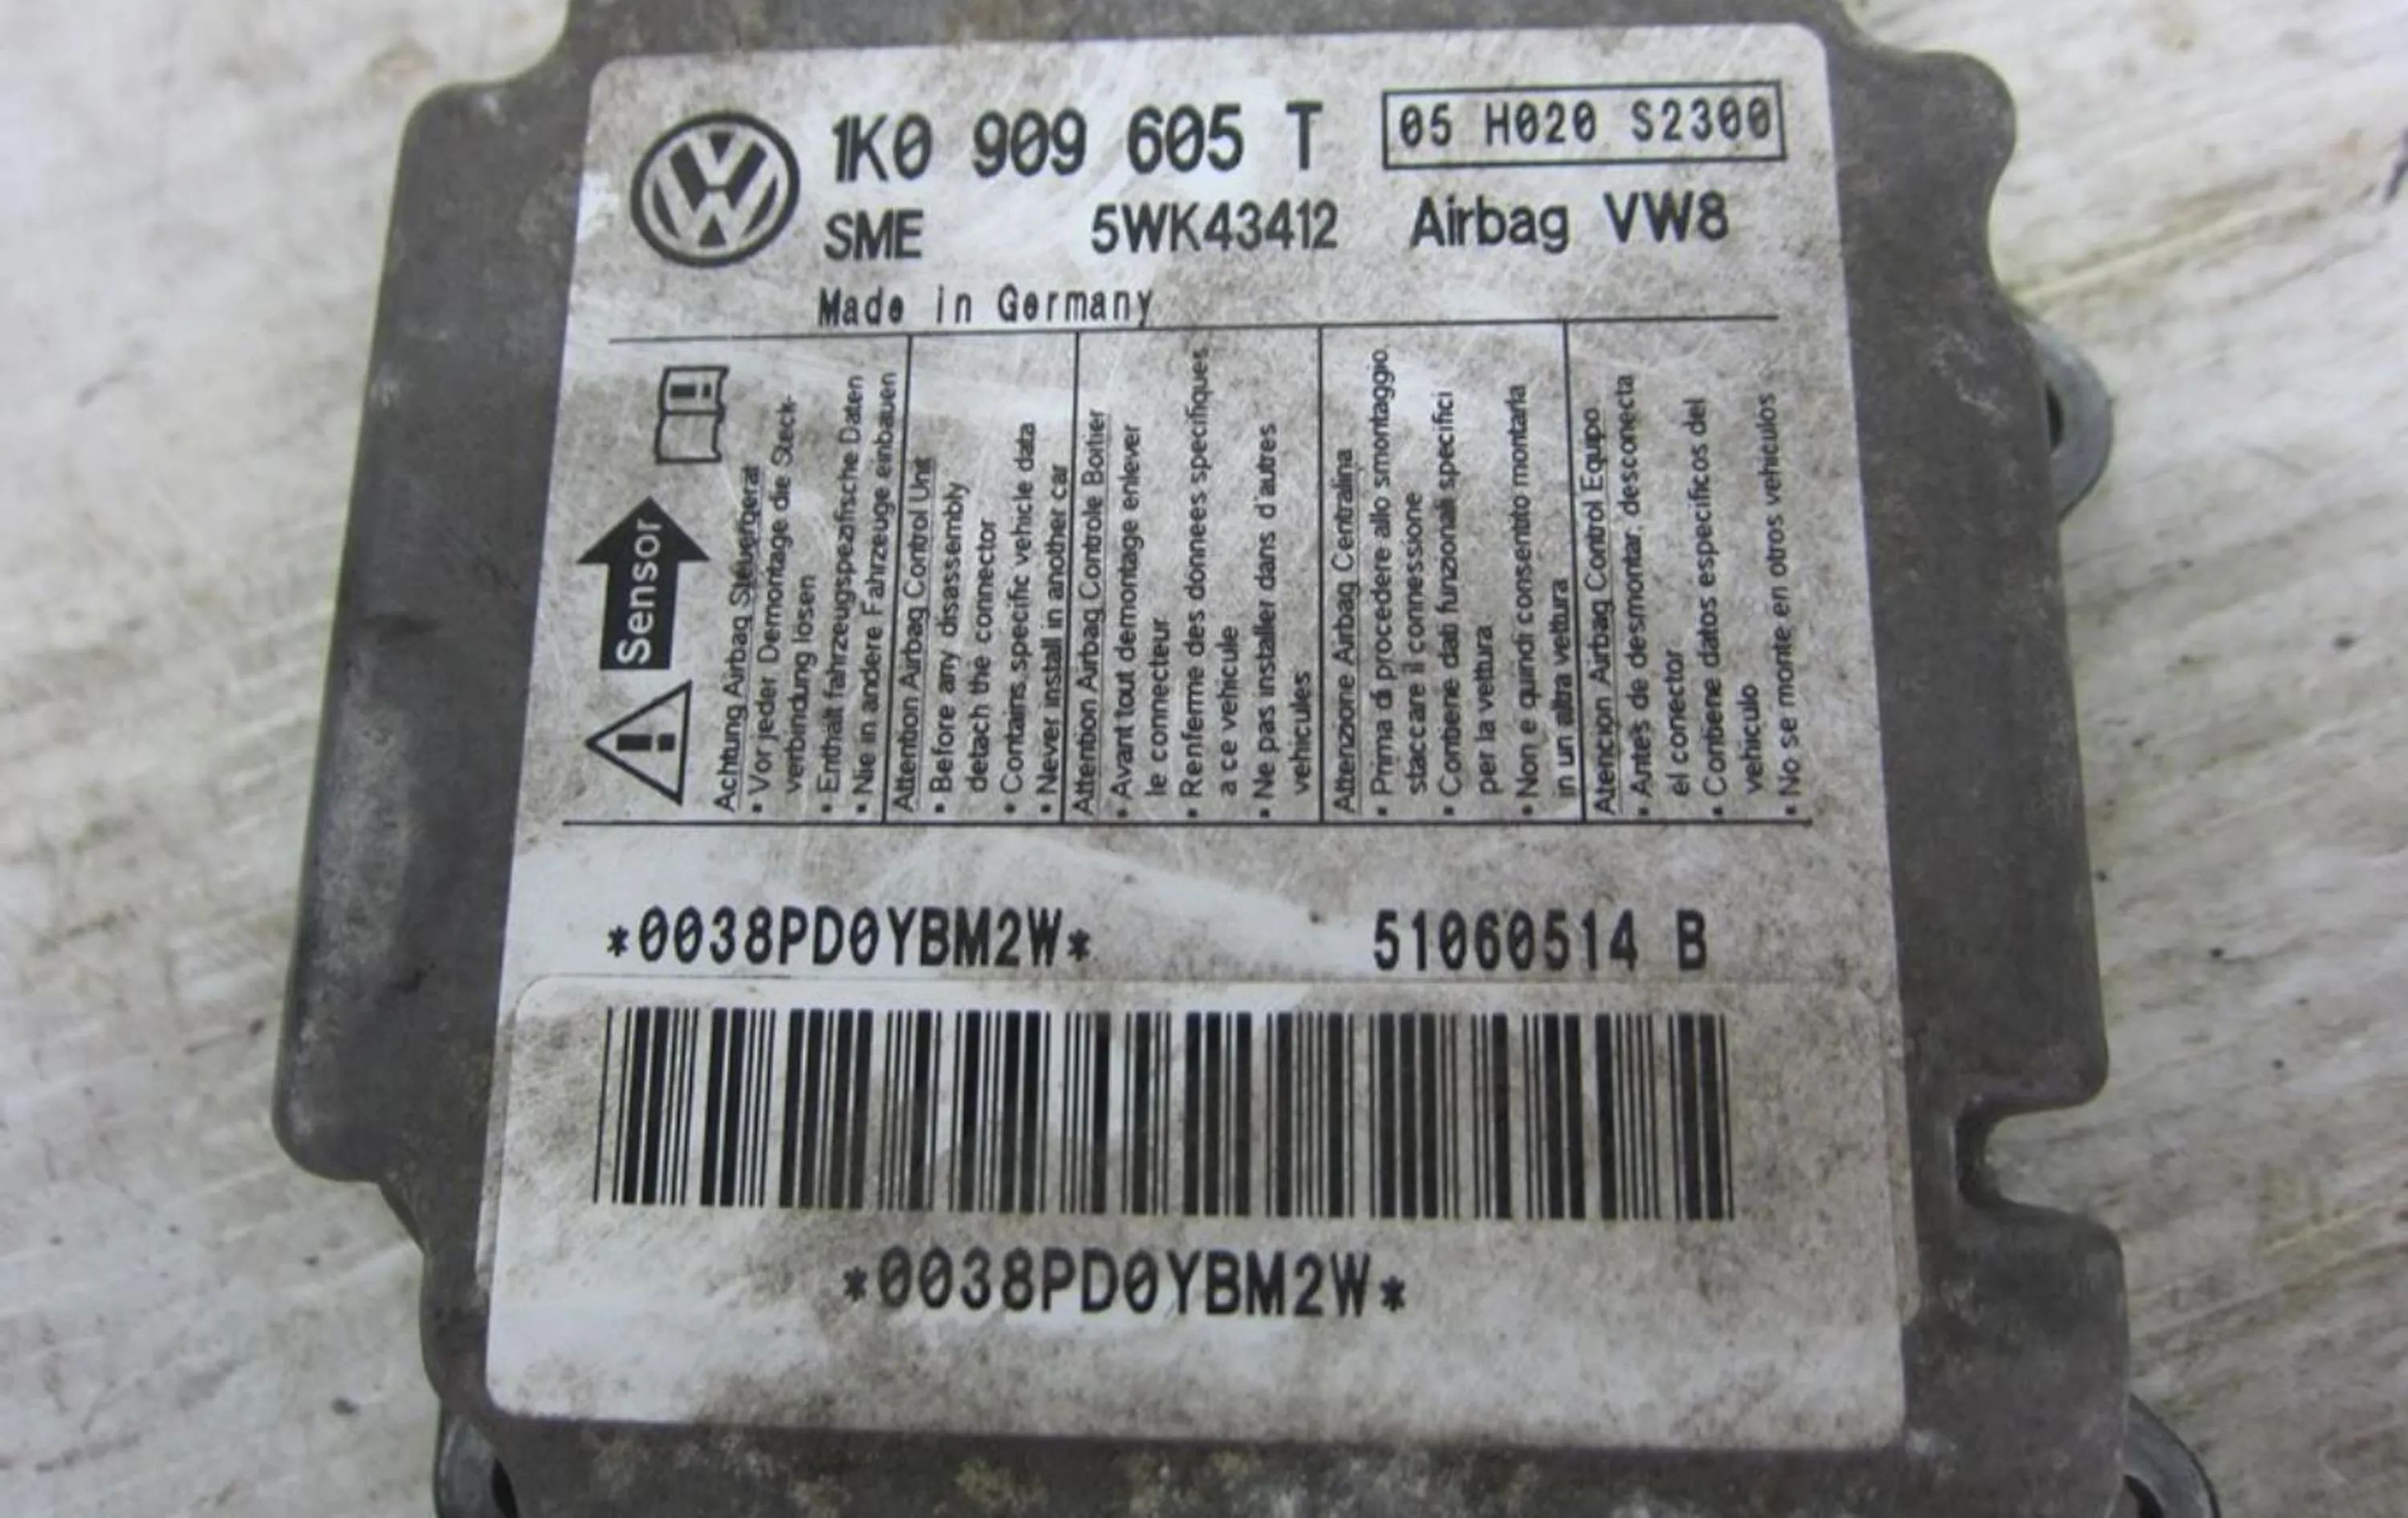 1K0 909 605 T 05 H020 S2300
SME 5WK43412 Airbag VW8
Made in Germany
Sensor
Achtung Airbag Steuergerat
• Vor jeder Demontage die Steck-
verbindung losen
• Enthalt fahrzeugspezifische Daten
• Nie in andere Fahrzeuge einbauen
Attention Airbag Control Unit
• Before any disassembly
detach the connector
• Contains specific vehicle data
• Never install in another car
Attention Airbag Controle Boitier
• Avant tout demontage enlever
le connecteur
• Renferme des donnees specifiques
a ce vehicule
• Ne pas installer dans d'autres
vehicules
Attenzione Airbag Centralina
• Prima di procedere allo smontaggio
staccare il connessione
• Contiene dati funzionali specifici
per la vettura
• Non e quindi consentito montarla
in un altra vettura
Atencion Airbag Control Equipo
• Antes de desmontar, desconecta
el conector
• Contiene datos especificos del
vehiculo
• No se monte en otros vehiculos
*0038PD0YBM2W* 51060514 B
*0038PD0YBM2W*